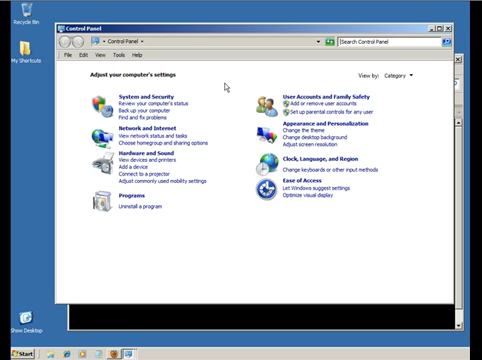 Recycle Bin
My Shortcuts
Show Desktop
Control Panel
Control Panel
Search Control Panel
File Edit View Tools Help
Adjust your computer's settings
View by: Category
System and Security
Review your computer's status
Back up your computer
Find and fix problems
Network and Internet
View network status and tasks
Choose homegroup and sharing options
Hardware and Sound
View devices and printers
Add a device
Connect to a projector
Adjust commonly used mobility settings
Programs
Uninstall a program
User Accounts and Family Safety
Add or remove user accounts
Set up parental controls for any user
Appearance and Personalization
Change the theme
Change desktop background
Adjust screen resolution
Clock, Language, and Region
Change keyboards or other input methods
Ease of Access
Let Windows suggest settings
Optimize visual display
Start